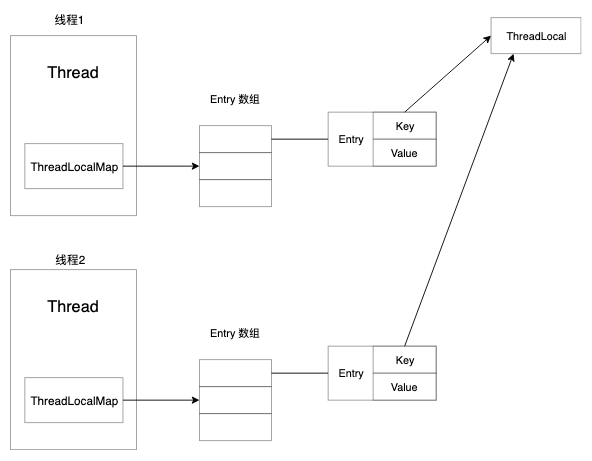 线程1
ThreadLocal
Thread
Entry 数组
Key
Entry
Value
ThreadLocalMap
线程2
Thread
Entry 数组
Key
Entry
Value
ThreadLocalMap